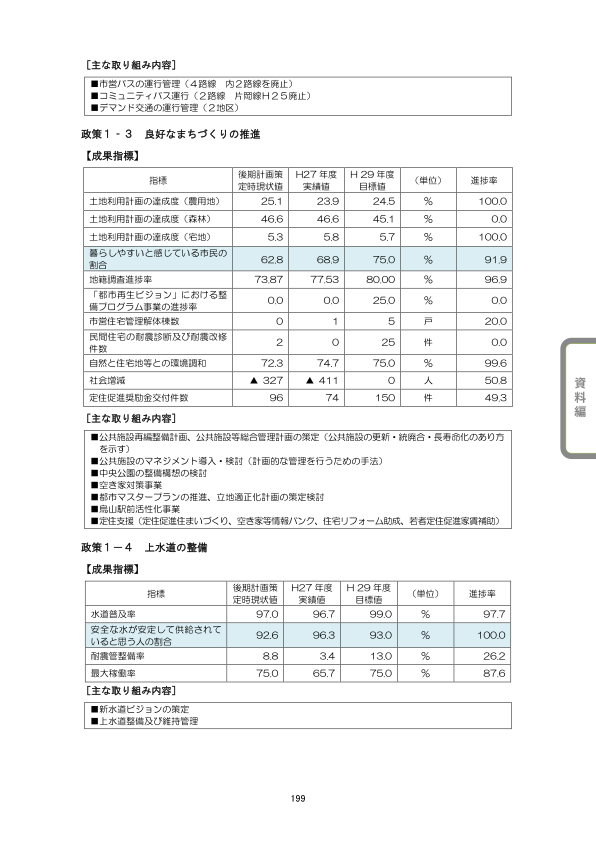 ［主な取り組み内容］
■市営バスの運行管理（４路線　内２路線を廃止）
■コミュニティバス運行（２路線　片岡線Ｈ２５廃止）
■デマンド交通の運行管理（２地区）
政策１‐３　良好なまちづくりの推進
【成果指標】
指標　後期計画策定時現状値　H27 年度実績値　H 29 年度目標値　（単位）　進捗率
土地利用計画の達成度（農用地）　25.1　23.9　24.5　％　100.0
土地利用計画の達成度（森林）　46.6　46.6　45.1　％　0.0
土地利用計画の達成度（宅地）　5.3　5.8　5.7　％　100.0
暮らしやすいと感じている市民の割合　62.8　68.9　75.0　％　91.9
地籍調査進捗率　73.87　77.53　80.00　％　96.9
「都市再生ビジョン」における整備プログラム事業の進捗率　0.0　0.0　25.0　％　0.0
市営住宅管理解体棟数　0　1　5　戸　20.0
民間住宅の耐震診断及び耐震改修件数　2　0　25　件　0.0
自然と住宅地等との環境調和　72.3　74.7　75.0　％　99.6
社会増減　▲ 327　▲ 411　0　人　50.8
定住促進奨励金交付件数　96　74　150　件　49.3
［主な取り組み内容］
■公共施設再編整備計画、公共施設等総合管理計画の策定（公共施設の更新・統廃合・長寿命化のあり方
を示す）
■公共施設のマネジメント導入・検討（計画的な管理を行うための手法）
■中央公園の整備構想の検討
■空き家対策事業
■都市マスタープランの推進、立地適正化計画の策定検討
■烏山駅前活性化事業
■定住支援（定住促進住まいづくり、空き家等情報バンク、住宅リフォーム助成、若者定住促進家賃補助）
政策１－４　上水道の整備
【成果指標】
指標　後期計画策定時現状値　H27 年度実績値　H 29 年度目標値　（単位）　進捗率
水道普及率　97.0　96.7　99.0　％　97.7
安全な水が安定して供給されていると思う人の割合　92.6　96.3　93.0　％　100.0
耐震管整備率　8.8　3.4　13.0　％　26.2
最大稼働率　75.0　65.7　75.0　％　87.6
［主な取り組み内容］
■新水道ビジョンの策定
■上水道整備及び維持管理
資料編
199